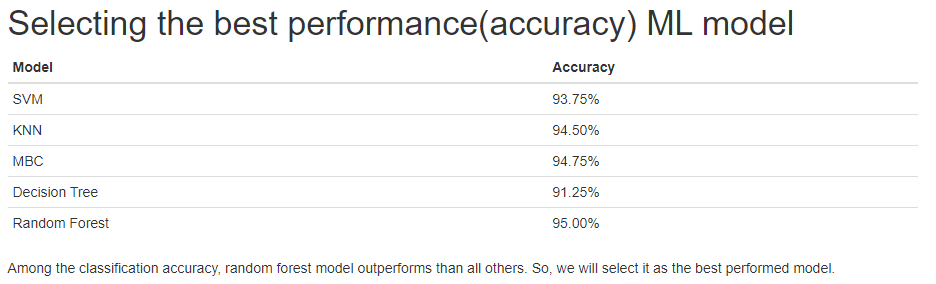 Selecting the best performance(accuracy) ML model
Model Accuracy
SVM 93.75%
KNN 94.50%
MBC 94.75%
Decision Tree 91.25%
Random Forest 95.00%
Among the classification accuracy, random forest model outperforms than all others. So, we will select it as the best performed model.